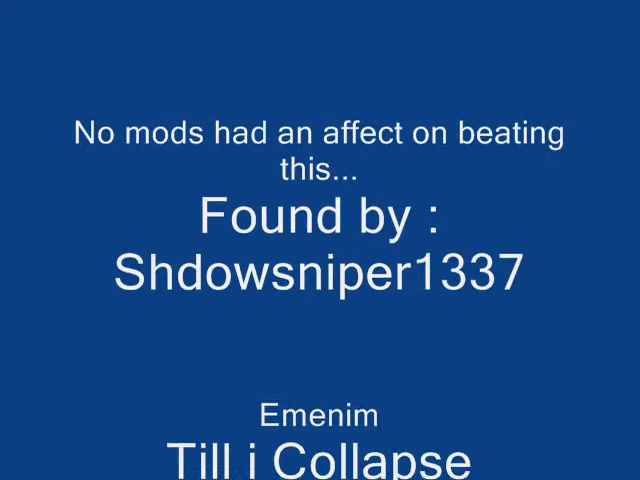 No mods had an affect on beating
this...
Found by :
Shdowsniper1337
Emenim
Till i Collapse